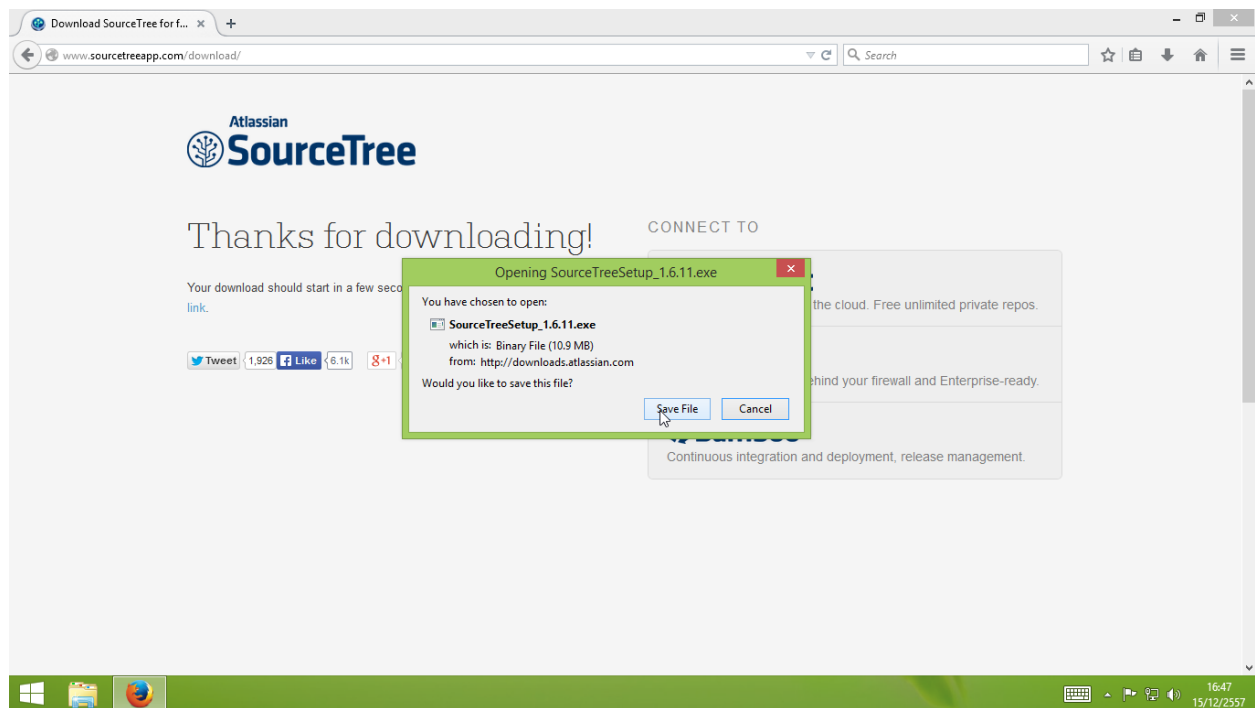 Download SourceTree for f...
www.sourcetreeapp.com/download/
Search
Atlassian
SourceTree
Thanks for downloading!
Your download should start in a few seco
link.
Tweet
1,926
Like
6.1k
g+1
CONNECT TO
the cloud. Free unlimited private repos.
ehind your firewall and Enterprise-ready.
Bamboo
Continuous integration and deployment, release management.
Opening SourceTreeSetup_1.6.11.exe
You have chosen to open:
SourceTreeSetup_1.6.11.exe
which is: Binary File (10.9 MB)
from: http://downloads.atlassian.com
Would you like to save this file?
Save File
Cancel
16:47
15/12/2557